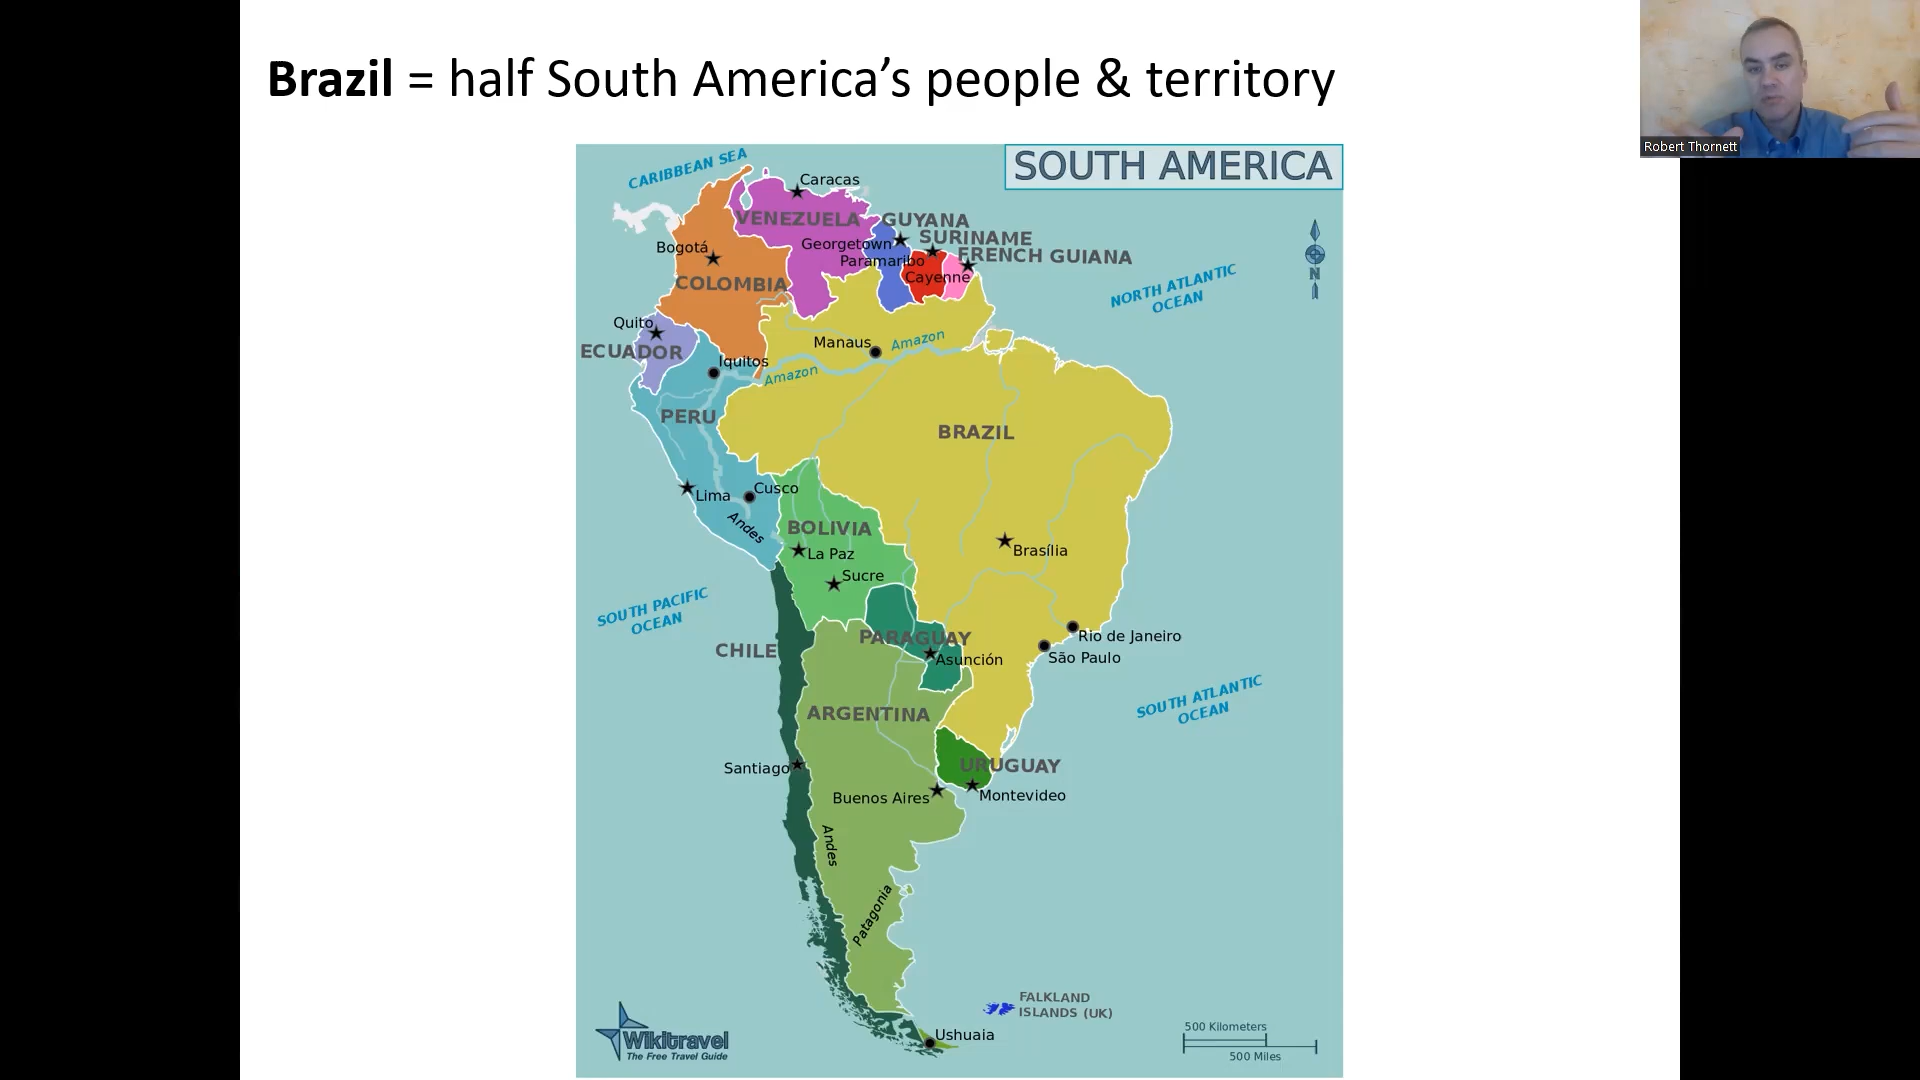 Brazil = half South America's people & territory
Robert Thornett
SOUTH AMERICA
CARIBBEAN SEA
Caracas
VENEZUELA
GUYANA
Georgetown
SURINAME
Paramaribo
FRENCH GUIANA
Cayenne
Bogotá
COLOMBIA
NORTH ATLANTIC
OCEAN
N
Quito
ECUADOR
Iquitos
Manaus
Amazon
Amazon
PERU
BRAZIL
Lima
Cusco
Andes
BOLIVIA
La Paz
Sucre
Brasília
SOUTH PACIFIC
OCEAN
CHILE
PARAGUAY
Asunción
Rio de Janeiro
São Paulo
SOUTH ATLANTIC
OCEAN
ARGENTINA
URUGUAY
Santiago
Buenos Aires
Montevideo
Andes
Patagonia
FALKLAND
ISLANDS (UK)
Ushuaia
500 Kilometers
500 Miles
Wikitravel
The Free Travel Guide